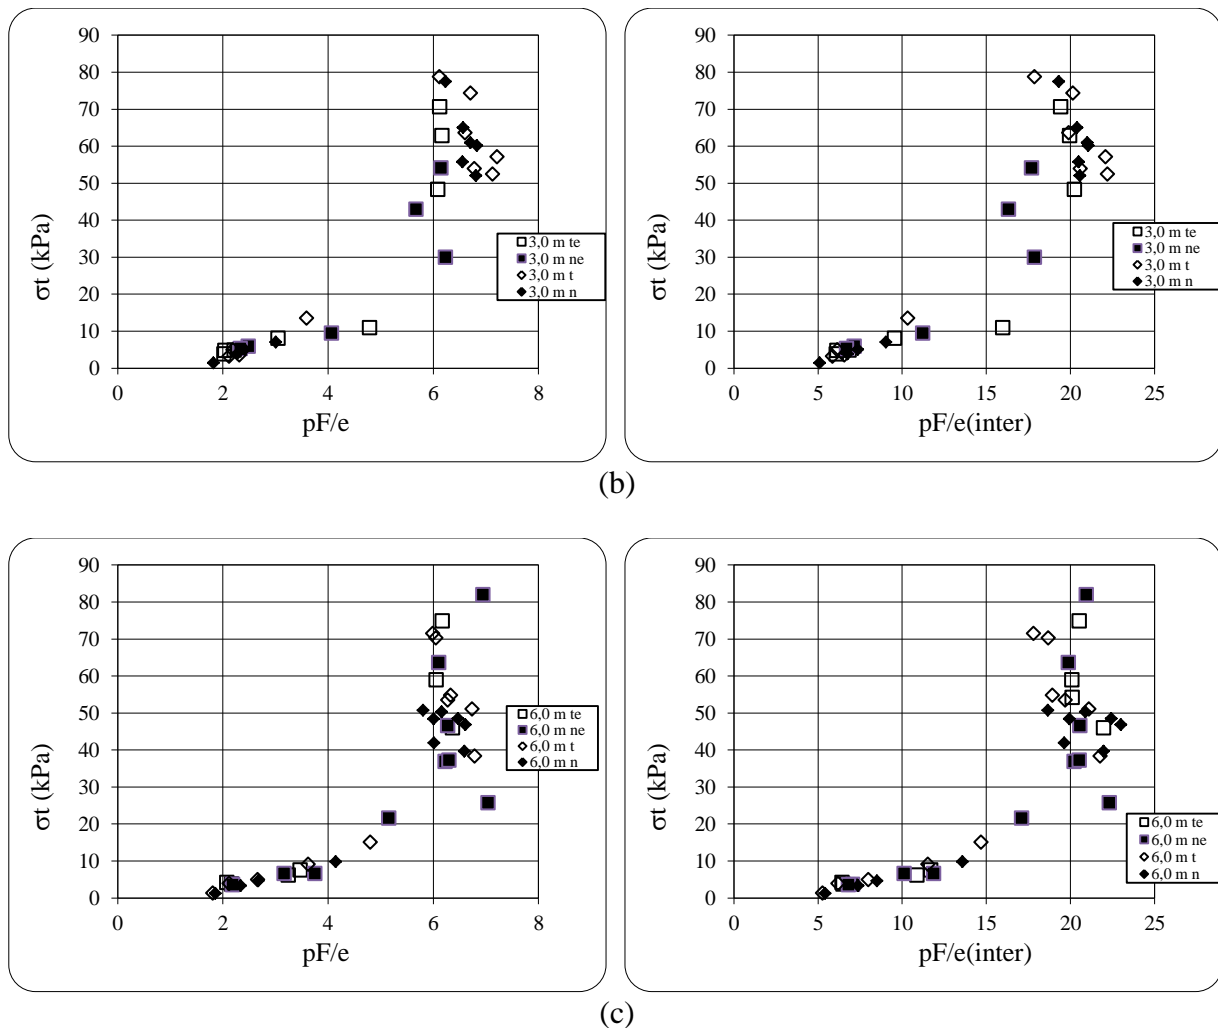 90
80
70
60
50
40
30
20
10
0
σt (kPa)
0 2 4 6 8
pF/e
3,0 m te
3,0 m ne
3,0 m t
3,0 m n
90
80
70
60
50
40
30
20
10
0
σt (kPa)
0 5 10 15 20 25
pF/e(inter)
3,0 m te
3,0 m ne
3,0 m t
3,0 m n
(b)
90
80
70
60
50
40
30
20
10
0
σt (kPa)
0 2 4 6 8
pF/e
6,0 m te
6,0 m ne
6,0 m t
6,0 m n
90
80
70
60
50
40
30
20
10
0
σt (kPa)
0 5 10 15 20 25
pF/e(inter)
6,0 m te
6,0 m ne
6,0 m t
6,0 m n
(c)